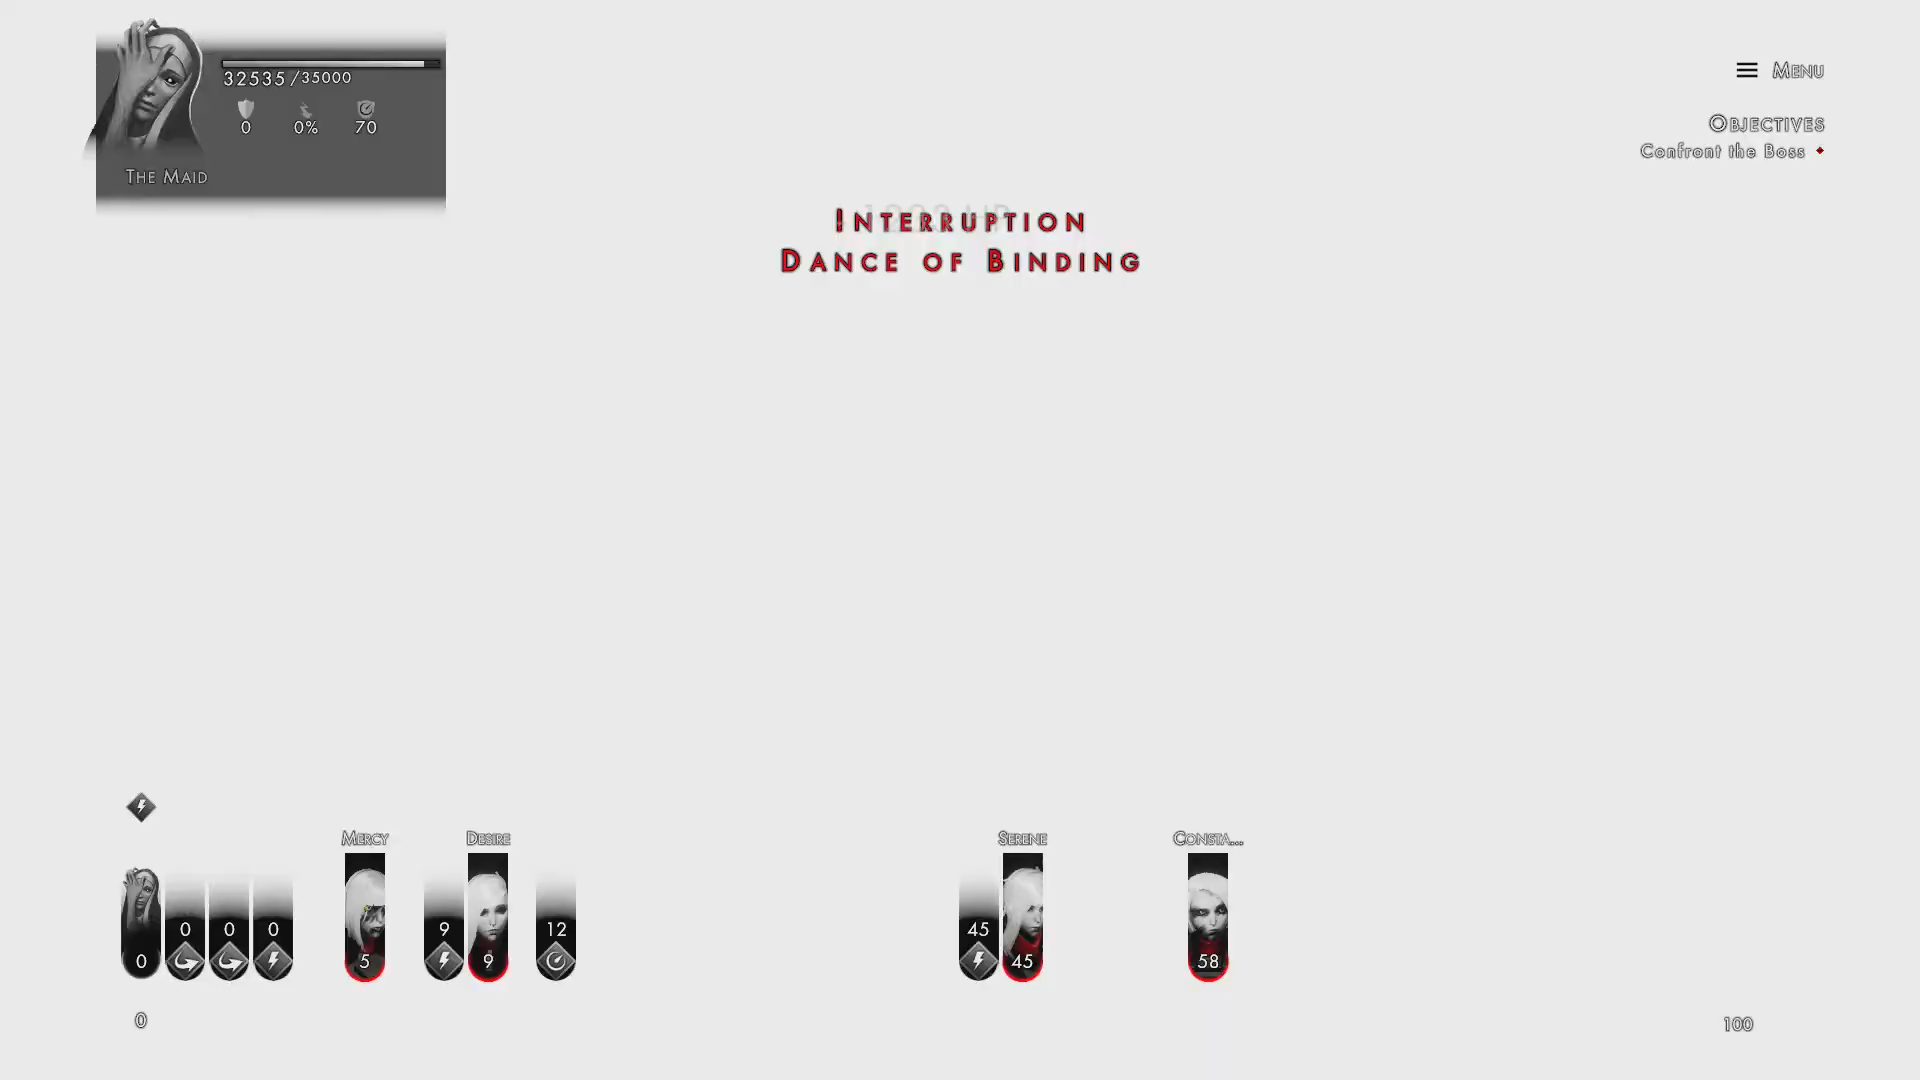 32535/35000
0 0% 70
The Maid
Menu
Objectives
Confront the Boss
Interruption
Dance of Binding
Mercy Desire Serene Consta...
0 0 0 9 12 45
0 5 9 45 58
0 100